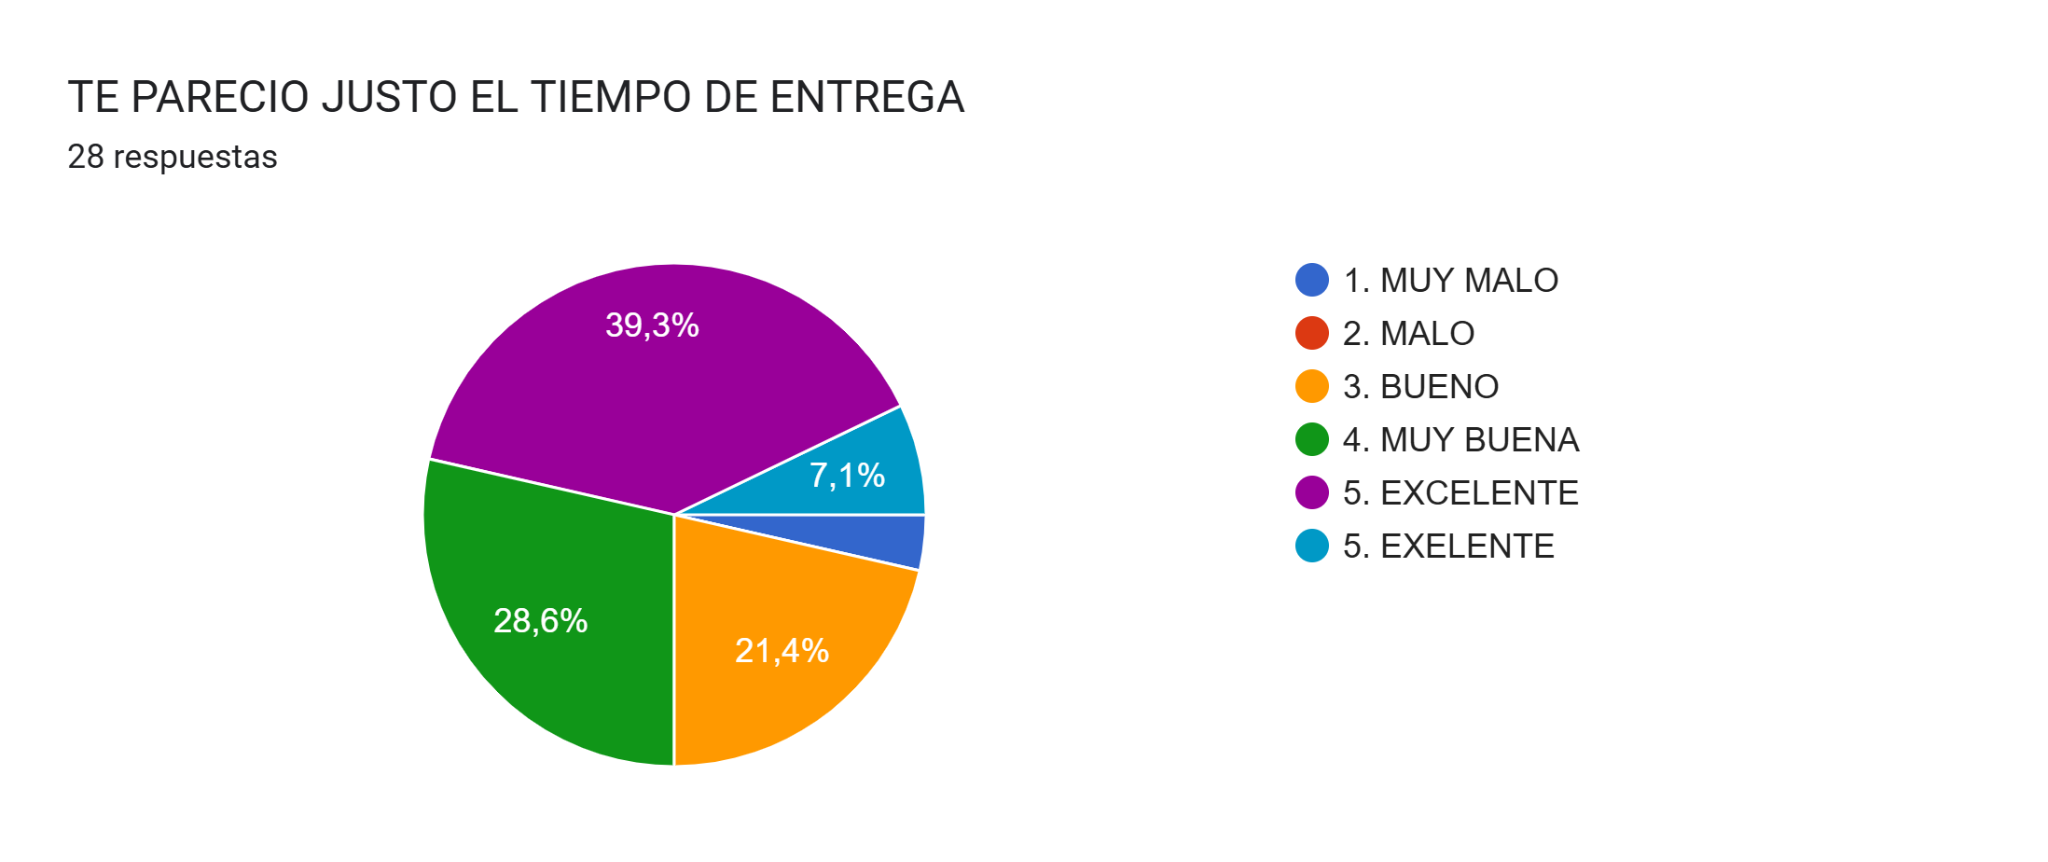 TE PARECIO JUSTO EL TIEMPO DE ENTREGA
28 respuestas
39,3%
7,1%
28,6%
21,4%
1. MUY MALO
2. MALO
3. BUENO
4. MUY BUENA
5. EXCELENTE
5. EXELENTE